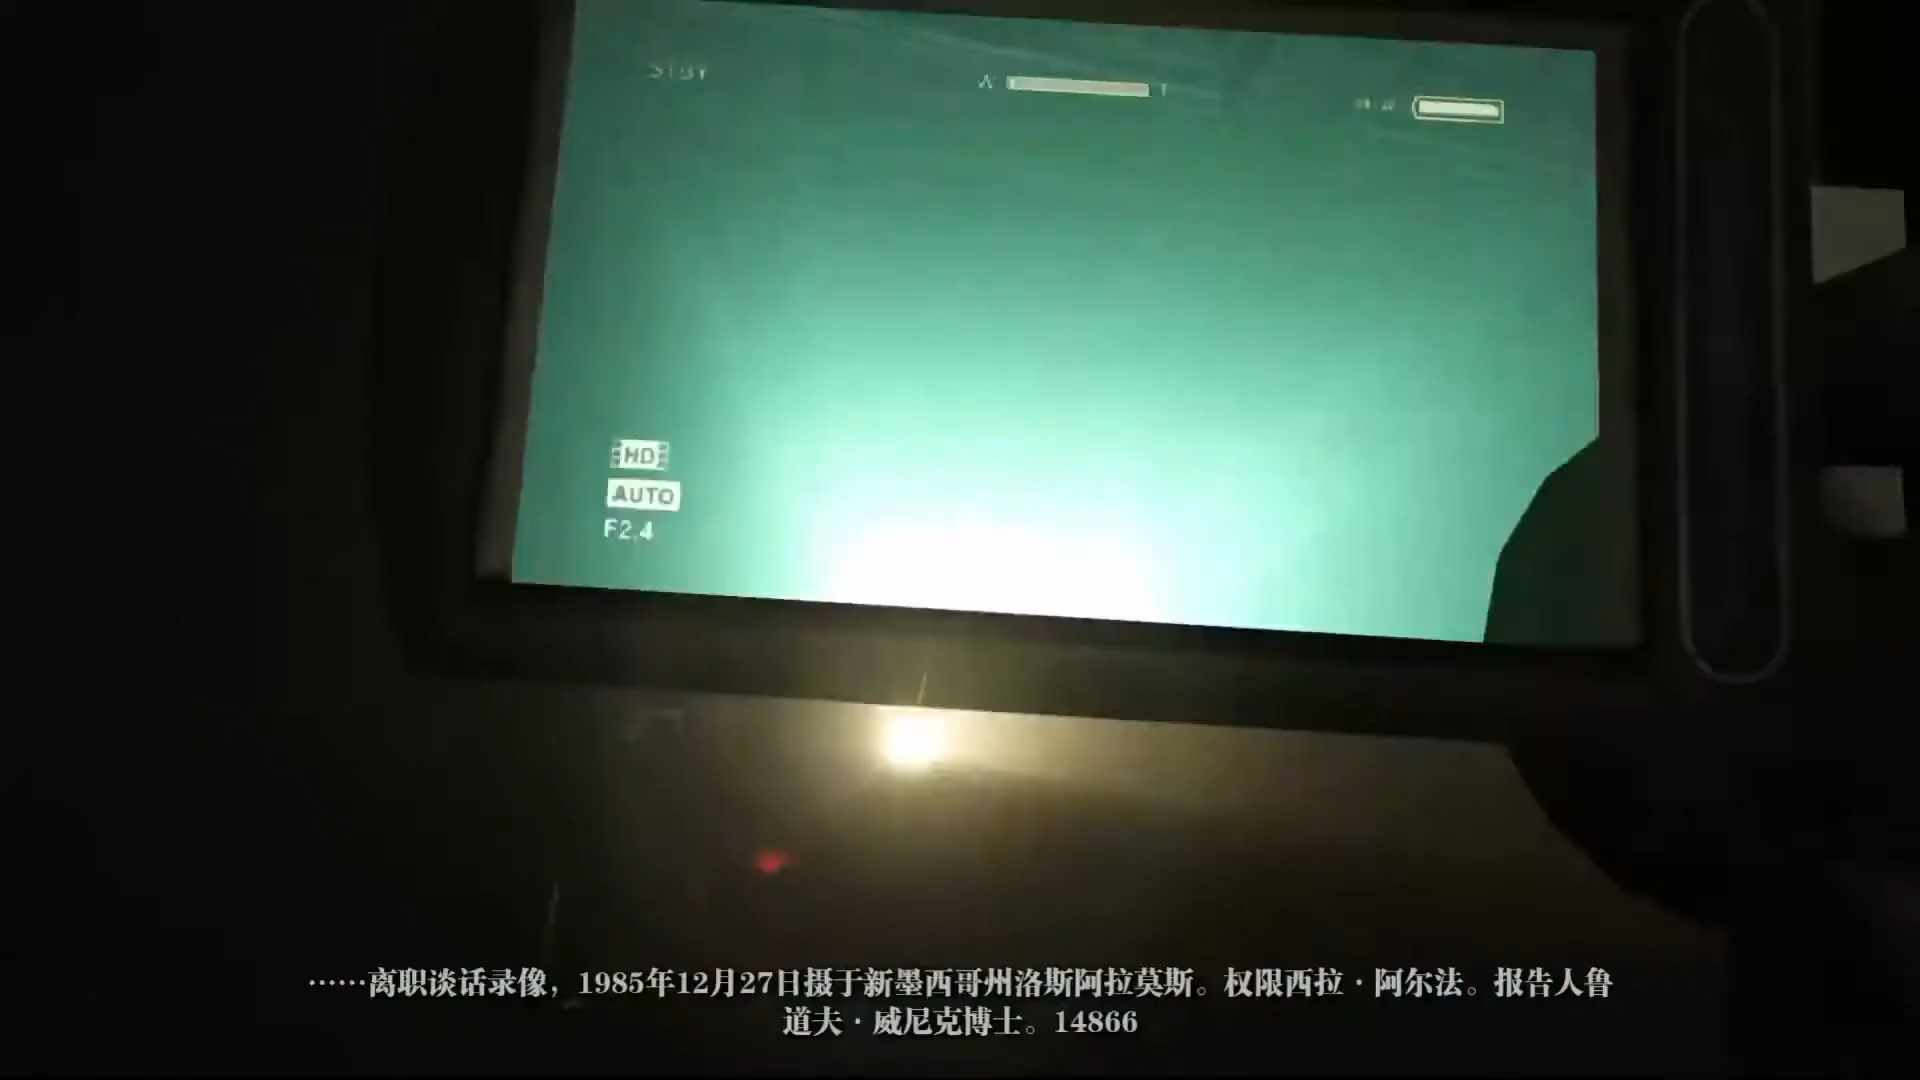 STBY
HD
AUTO
F2.4
……离职谈话录像，1985年12月27日摄于新墨西哥州洛斯阿拉莫斯。权限西拉·阿尔法。报告人鲁
道夫·威尼克博士。14866